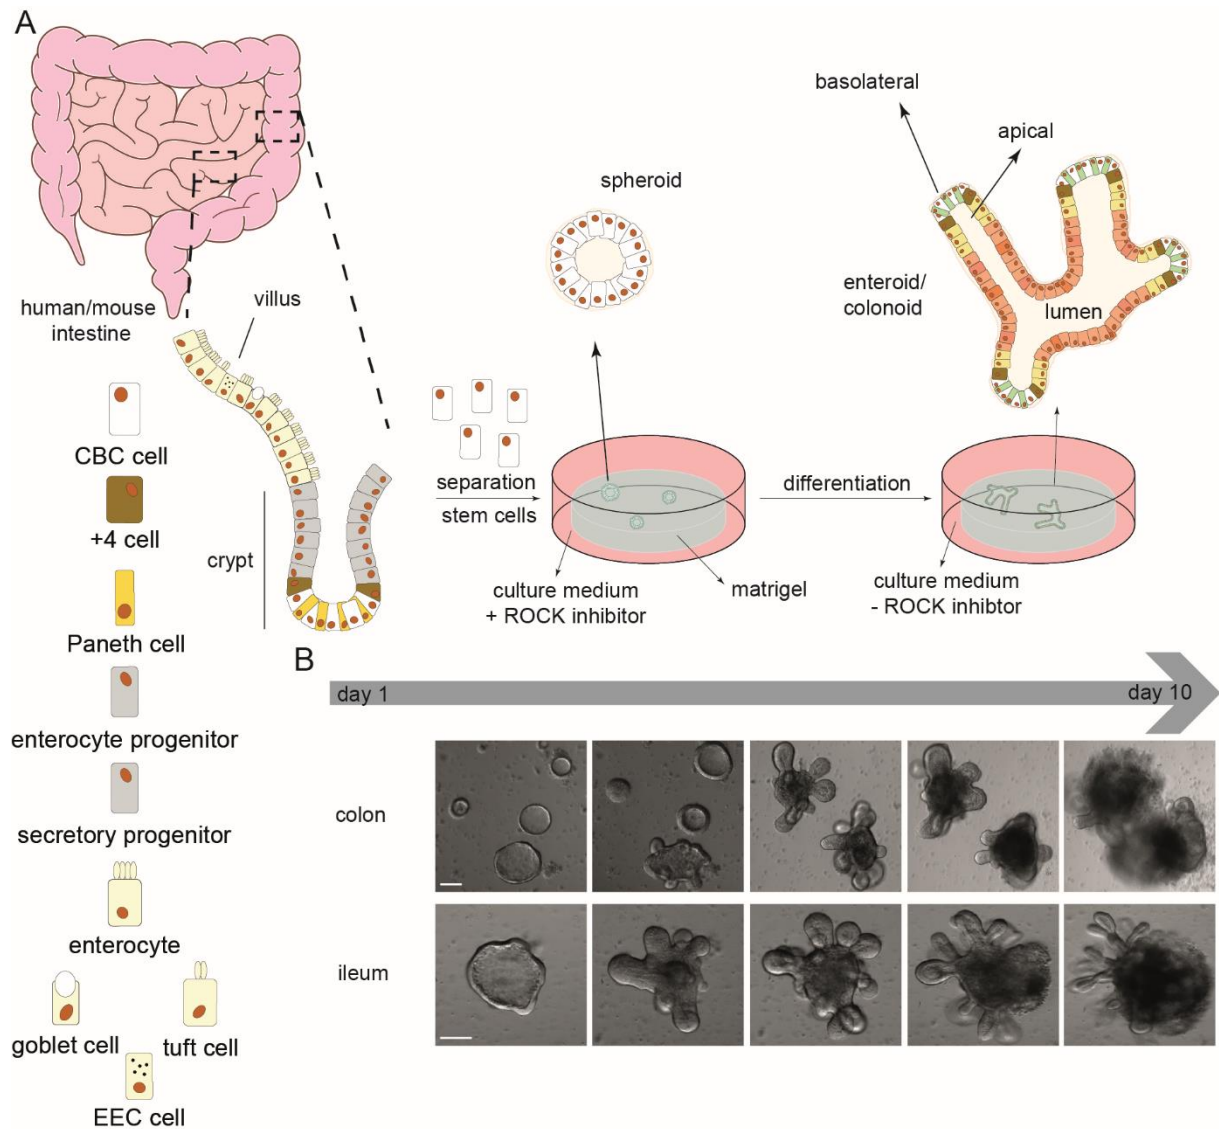 A
basolateral
apical
spheroid
enteroid/
colonoid
lumen
human/mouse
intestine
villus
CBC cell
separation
stem cells
differentiation
+4 cell
crypt
culture medium
+ ROCK inhibitor
matrigel
culture medium
- ROCK inhibtor
Paneth cell
B
day 1
day 10
enterocyte progenitor
colon
secretory progenitor
enterocyte
ileum
goblet cell
tuft cell
EEC cell